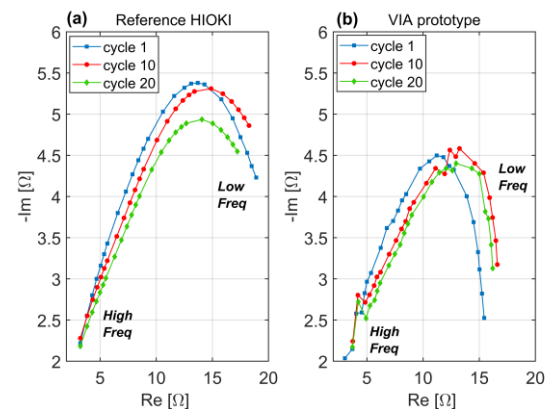 (a) Reference HIOKI
6
5.5
5
4.5
4
3.5
3
2.5
2
-Im [Ω]
cycle 1
cycle 10
cycle 20
Low
Freq
High
Freq
5 10 15 20
Re [Ω]
(b) VIA prototype
6
5.5
5
4.5
4
3.5
3
2.5
2
-Im [Ω]
cycle 1
cycle 10
cycle 20
Low
Freq
High
Freq
5 10 15 20
Re [Ω]